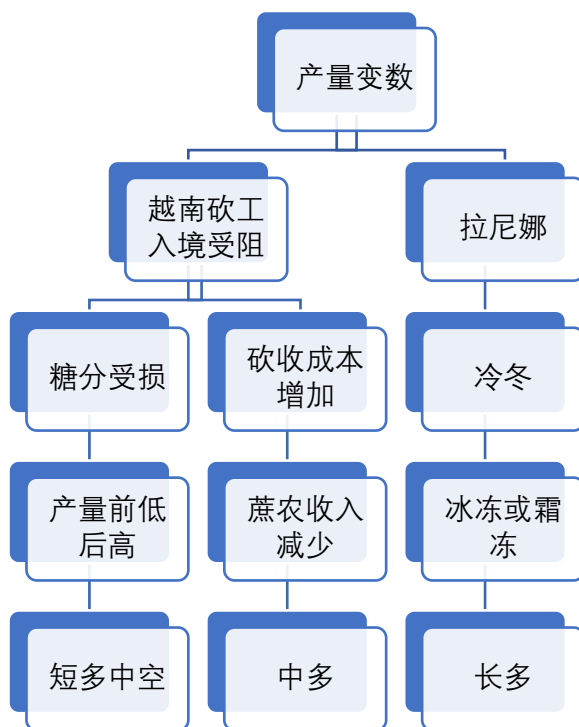 产量变数
越南砍工
入境受阻
拉尼娜
糖分受损
砍收成本
增加
冷冬
产量前低
后高
蔗农收入
减少
冰冻或霜
冻
短多中空
中多
长多